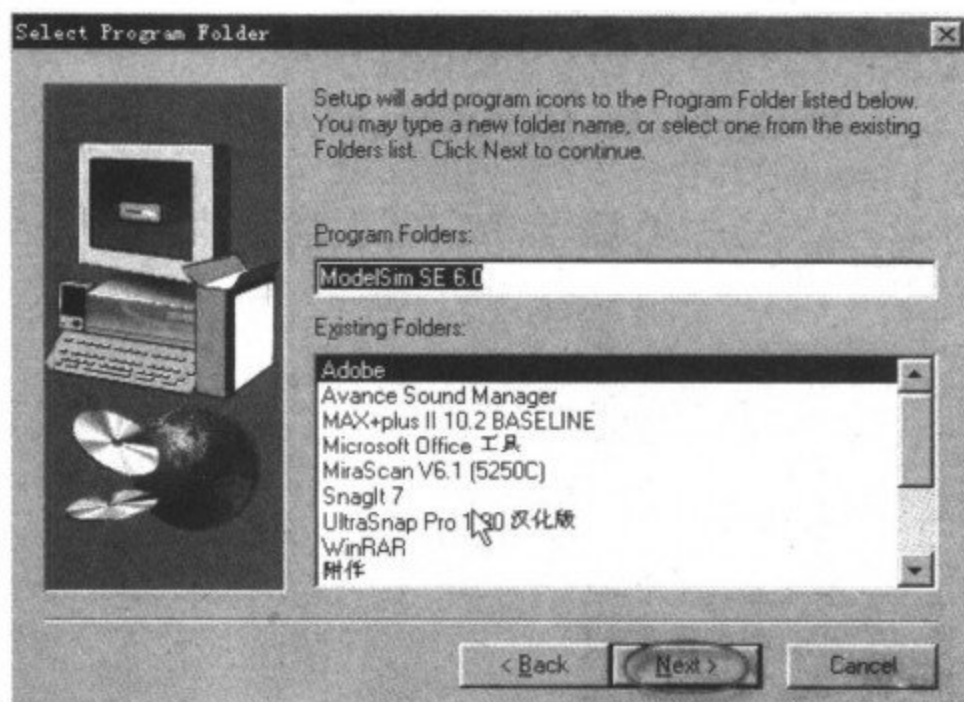 Select Program Folder
Setup will add program icons to the Program Folder listed below.
You may type a new folder name, or select one from the existing
Folders list. Click Next to continue.
Program Folders:
ModelSim SE 6.0
Existing Folders:
Adobe
Avance Sound Manager
MAX+plus II 10.2 BASELINE
Microsoft Office 工具
MiraScan V6.1 (5250C)
SnagIt 7
UltraSnap Pro 汉化版
WinRAR
附件
< Back
Next >
Cancel